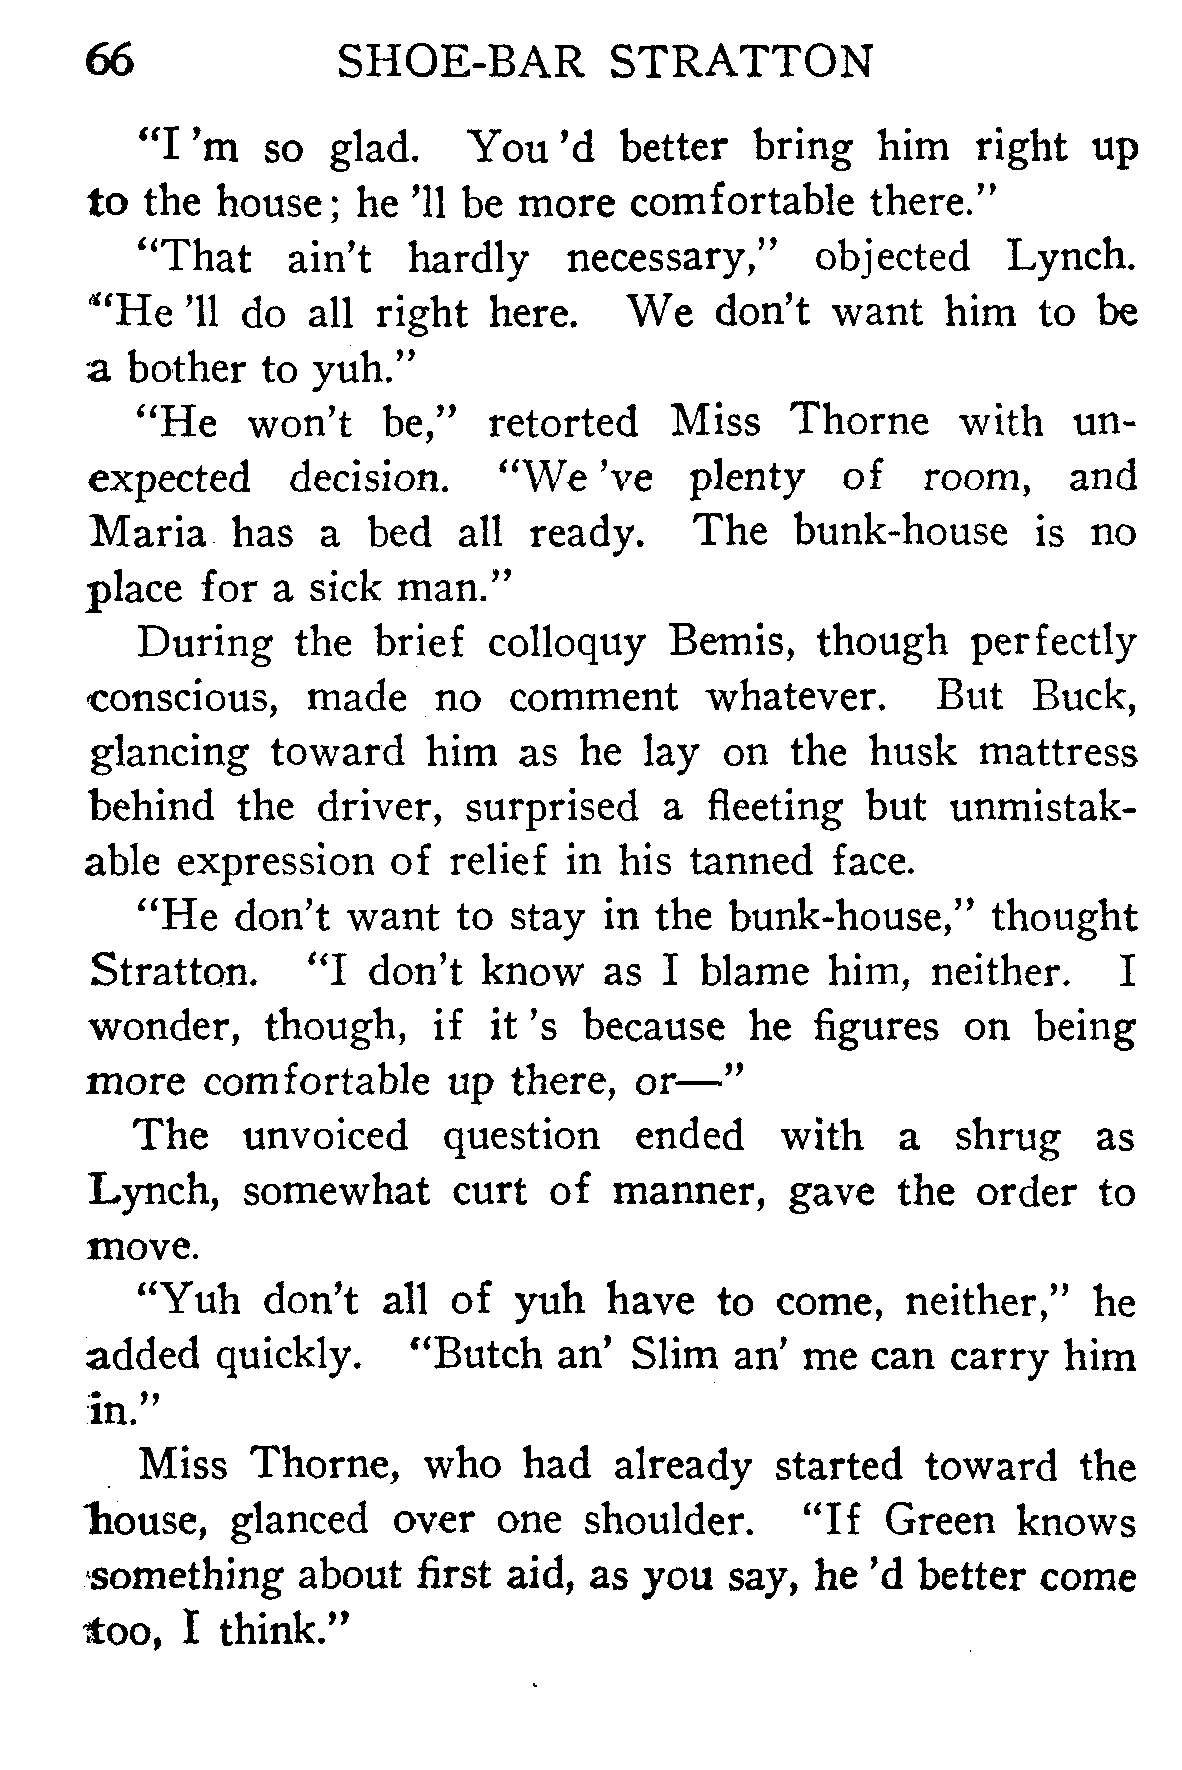 66 SHOE-BAR STRATTON
“I ’m so glad. You ’d better bring him right up
to the house; he ’ll be more comfortable there.”
“That ain’t hardly necessary,” objected Lynch.
“He ’ll do all right here. We don’t want him to be
a bother to yuh.”
“He won’t be,” retorted Miss Thorne with un-
expected decision. “We ’ve plenty of room, and
Maria has a bed all ready. The bunk-house is no
place for a sick man.”
During the brief colloquy Bemis, though perfectly
conscious, made no comment whatever. But Buck,
glancing toward him as he lay on the husk mattress
behind the driver, surprised a fleeting but unmistak-
able expression of relief in his tanned face.
“He don’t want to stay in the bunk-house,” thought
Stratton. “I don’t know as I blame him, neither. I
wonder, though, if it ’s because he figures on being
more comfortable up there, or—”
The unvoiced question ended with a shrug as
Lynch, somewhat curt of manner, gave the order to
move.
“Yuh don’t all of yuh have to come, neither,” he
added quickly. “Butch an’ Slim an’ me can carry him
in.”
Miss Thorne, who had already started toward the
house, glanced over one shoulder. “If Green knows
something about first aid, as you say, he ’d better come
too, I think.”